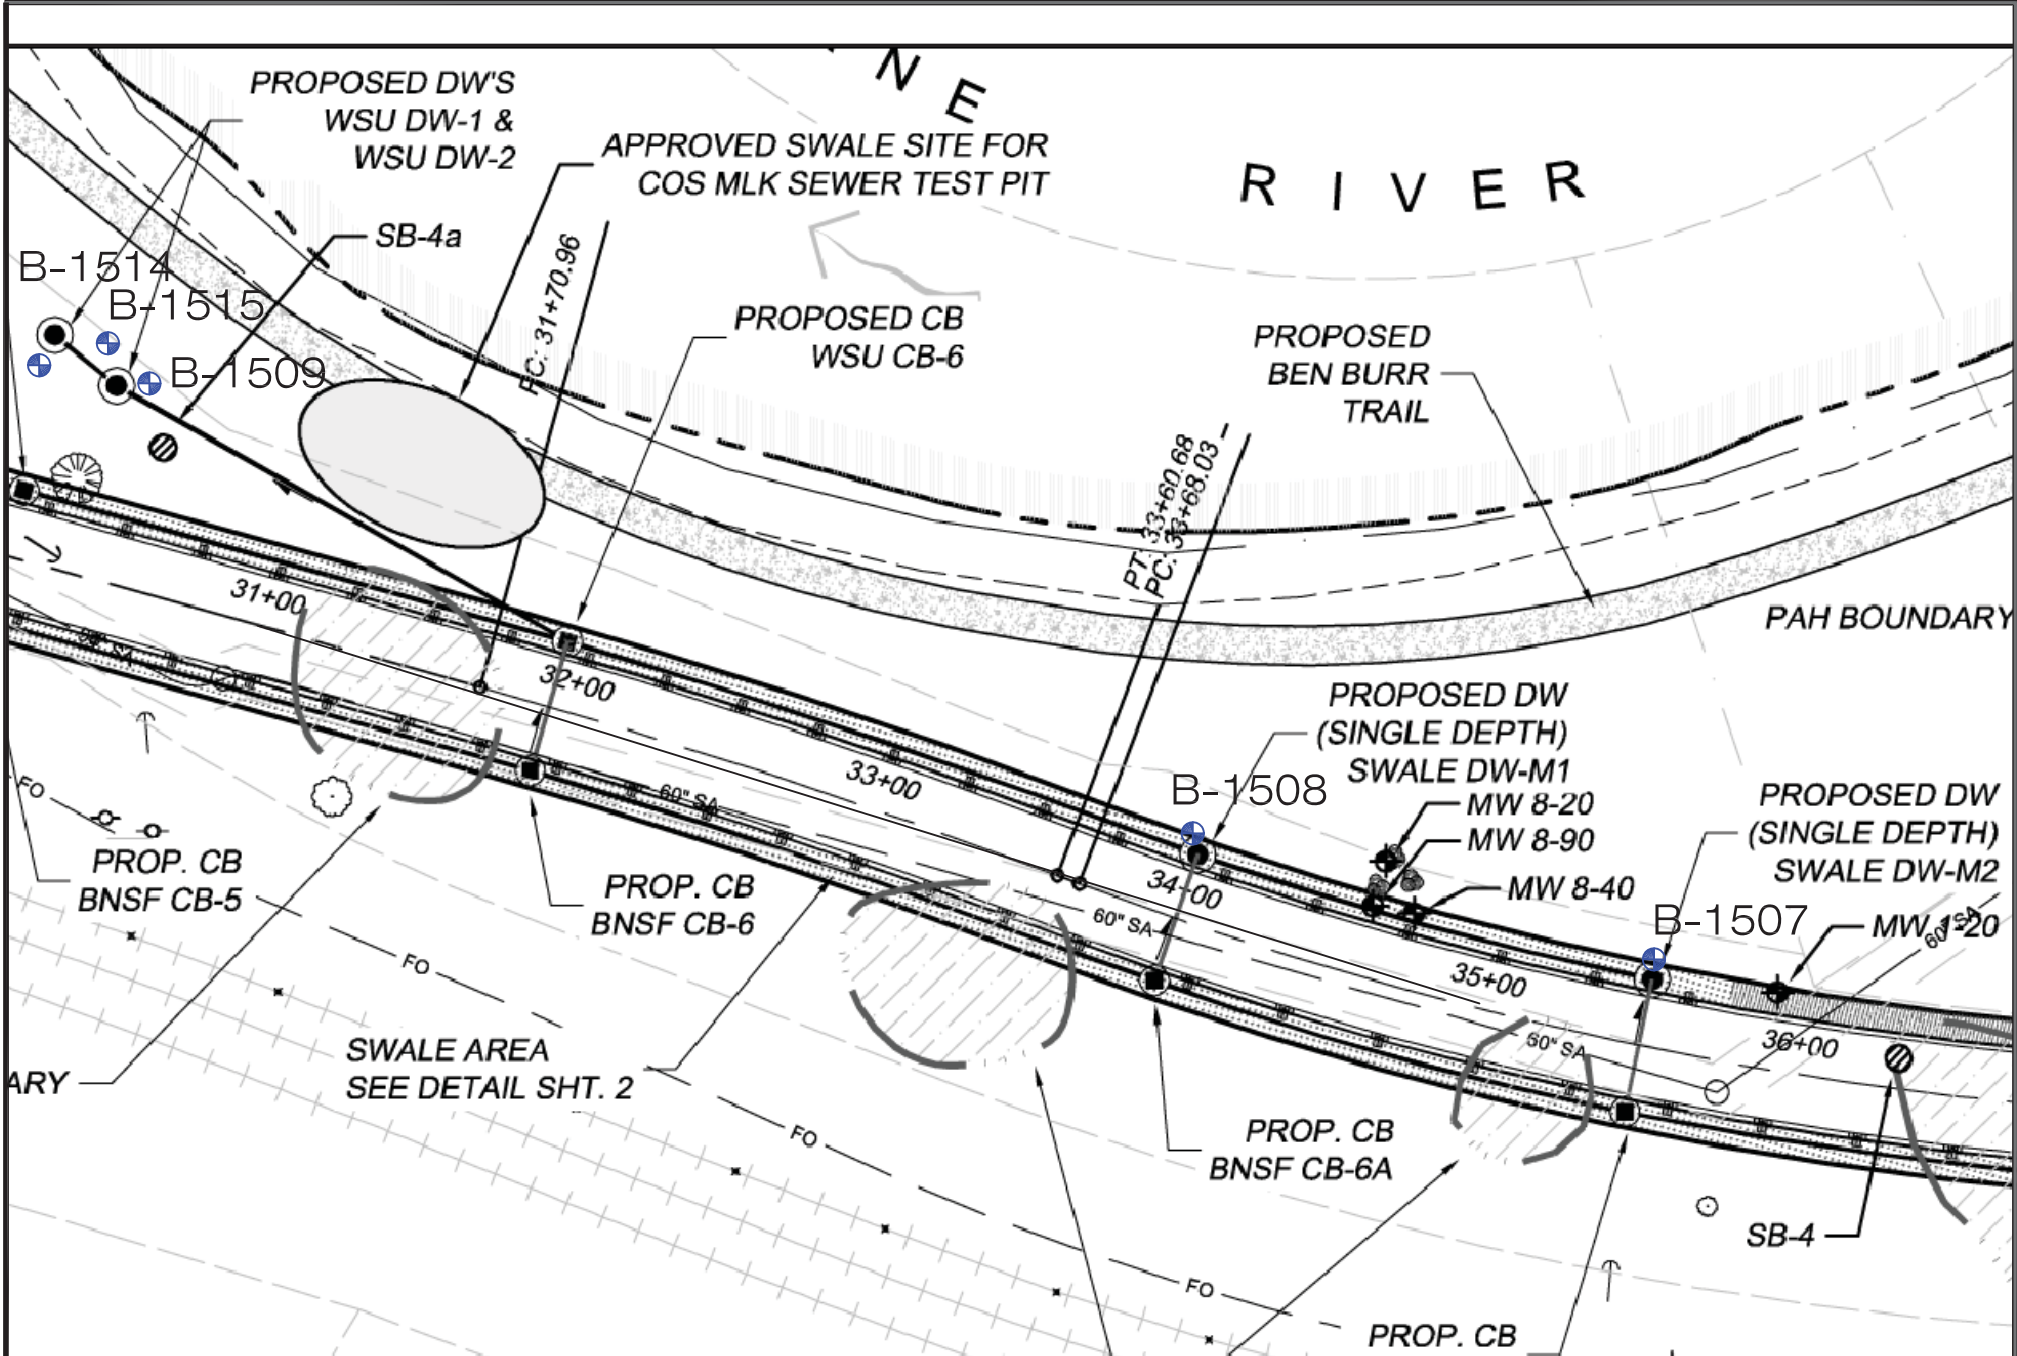 N E
RIVER
PROPOSED DW'S
WSU DW-1 &
WSU DW-2
APPROVED SWALE SITE FOR
COS MLK SEWER TEST PIT
SB-4a
PC: 31+70.96
B-1514
B-1515
B-1509
PROPOSED CB
WSU CB-6
PROPOSED
BEN BURR
TRAIL
PT: 33+60.68
PC: 33+68.03
PAH BOUNDARY
31+00
32+00
33+00
60" SA
PROPOSED DW
(SINGLE DEPTH)
SWALE DW-M1
B-1508
MW 8-20
MW 8-90
MW 8-40
PROPOSED DW
(SINGLE DEPTH)
SWALE DW-M2
B-1507
MW 1-20
60" SA
34+00
60" SA
35+00
36+00
60" SA
FO
PROP. CB
BNSF CB-5
PROP. CB
BNSF CB-6
FO
SWALE AREA
SEE DETAIL SHT. 2
ARY
FO
PROP. CB
BNSF CB-6A
SB-4
FO
PROP. CB